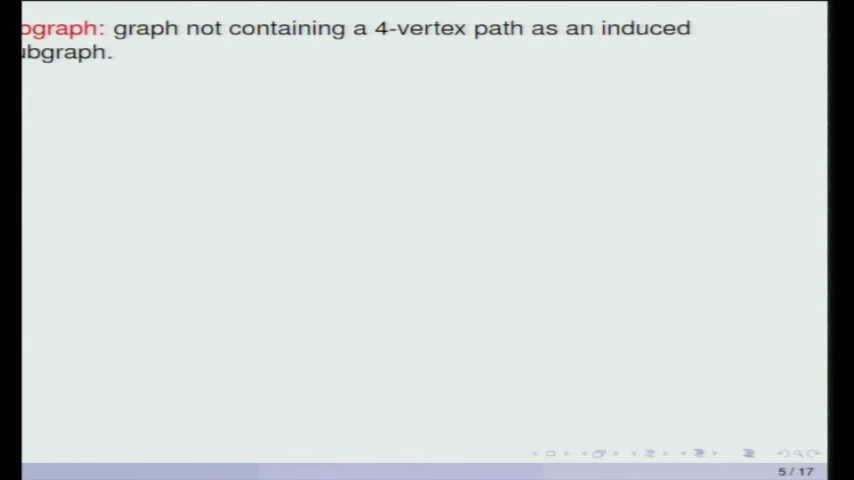 ograph: graph not containing a 4-vertex path as an induced
ubgraph.
5 / 17